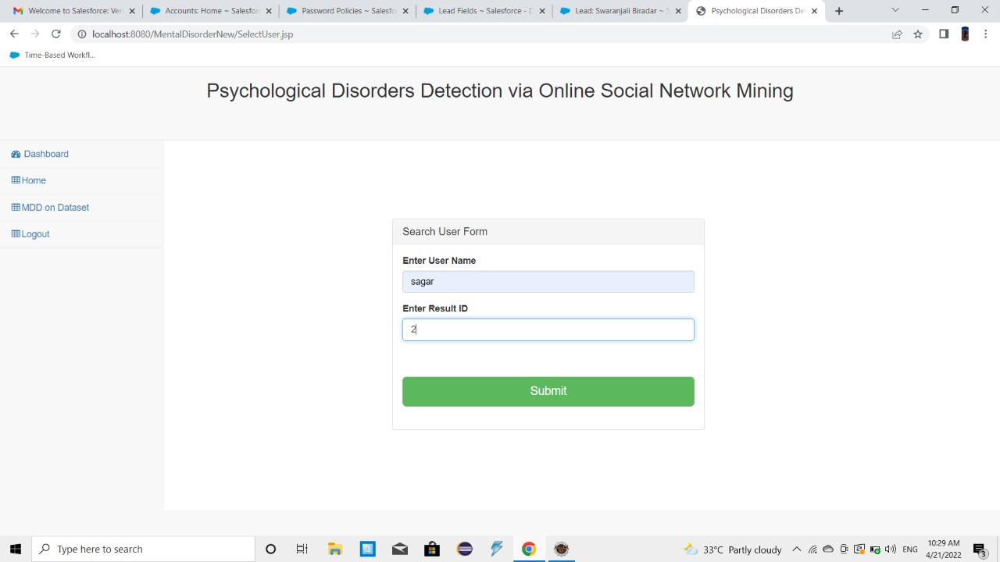 Welcome to Salesforce: Veri
Accounts: Home ~ Salesforc
Password Policies ~ Salesfo
Lead Fields ~ Salesforce - D
Lead: Swaranjali Biradar ~ S
Psychological Disorders De
localhost:8080/MentalDisorderNew/SelectUser.jsp
Time-Based Workfl...
Psychological Disorders Detection via Online Social Network Mining
Dashboard
Home
MDD on Dataset
Logout
Search User Form
Enter User Name
sagar
Enter Result ID
2
Submit
Type here to search
33°C Partly cloudy
ENG
10:29 AM
4/21/2022
3